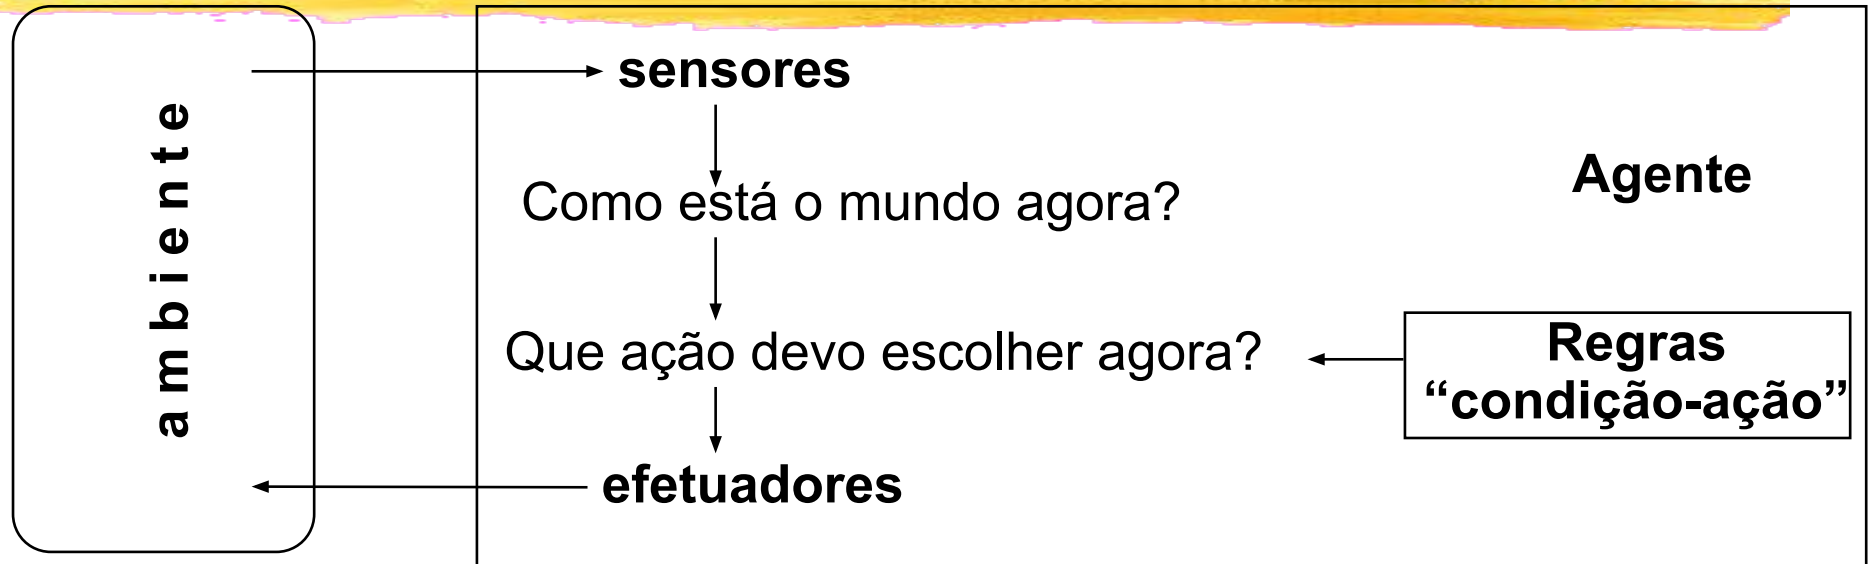 sensores
ambiente
Como está o mundo agora?
Agente
Que ação devo escolher agora?
Regras
“condição-ação”
efetuadores